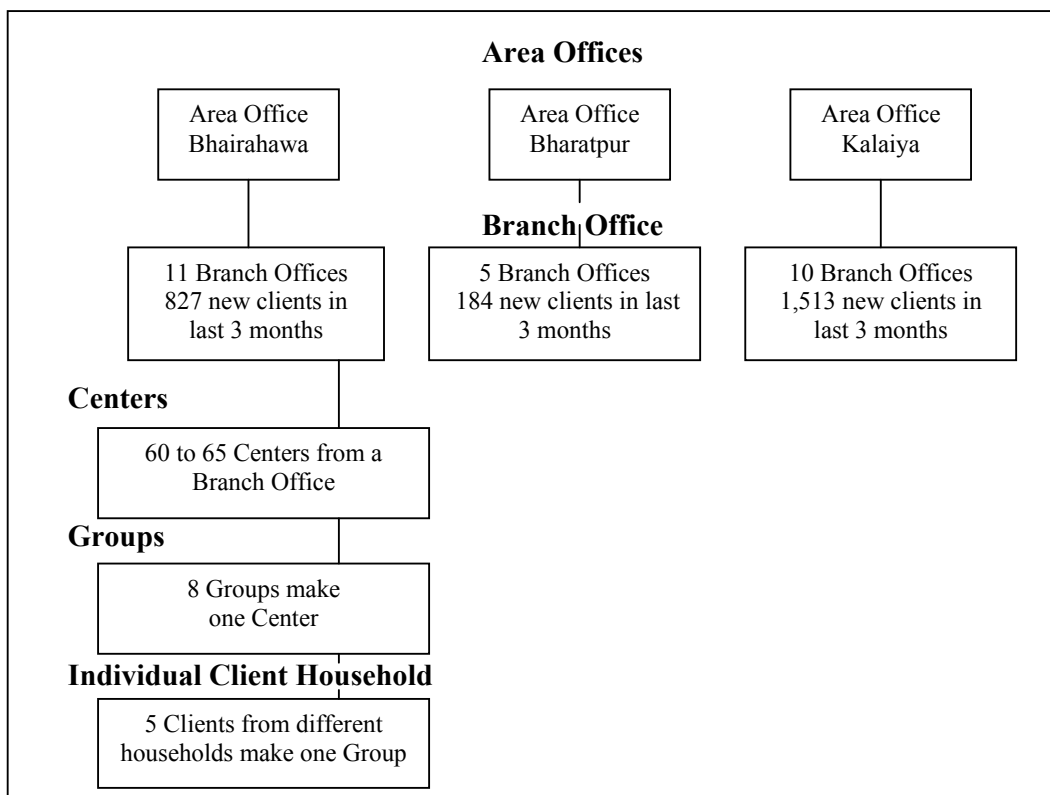 Area Offices
Area Office
Bhairahawa
Area Office
Bharatpur
Area Office
Kalaiya
Branch Office
11 Branch Offices
827 new clients in
last 3 months
5 Branch Offices
184 new clients in last
3 months
10 Branch Offices
1,513 new clients in
last 3 months
Centers
60 to 65 Centers from a
Branch Office
Groups
8 Groups make
one Center
Individual Client Household
5 Clients from different
households make one Group